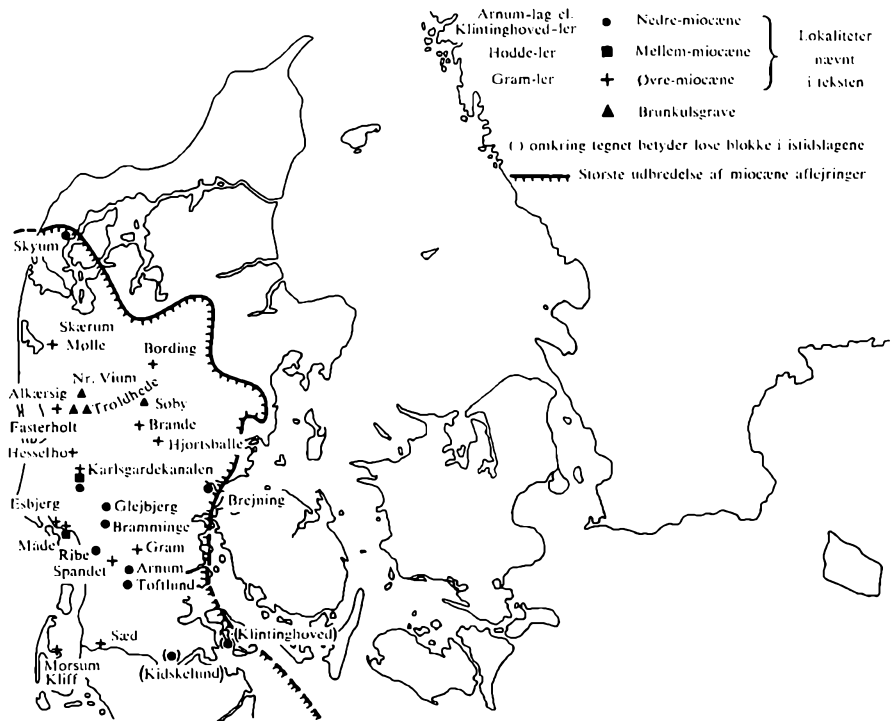 Arnum-lag el.
Klintinghoved-ler
Nedre-miocæne
Hodde-ler
Mellem-miocæne
Gram-ler
Øvre-miocæne
Lokaliteter
nævnt
i teksten
Brunkulsgrave
( ) omkring tegnet betyder løse blokke i istidslagene
Største udbredelse af miocæne aflejringer
Skyum
Skærum
Mølle
Bording
Nr. Vium
Alkærsig
Troldhede
Søby
Fasterholt
Brande
Hjortsballe
Hesselho
Karlsgardekanalen
Esbjerg
Glejbjerg
Brejning
Bramminge
Måde
Ribe
Gram
Spandet
Arnum
Toftlund
Sæd
(Klintinghoved)
Morsum
Kliff
(Kidskelund)